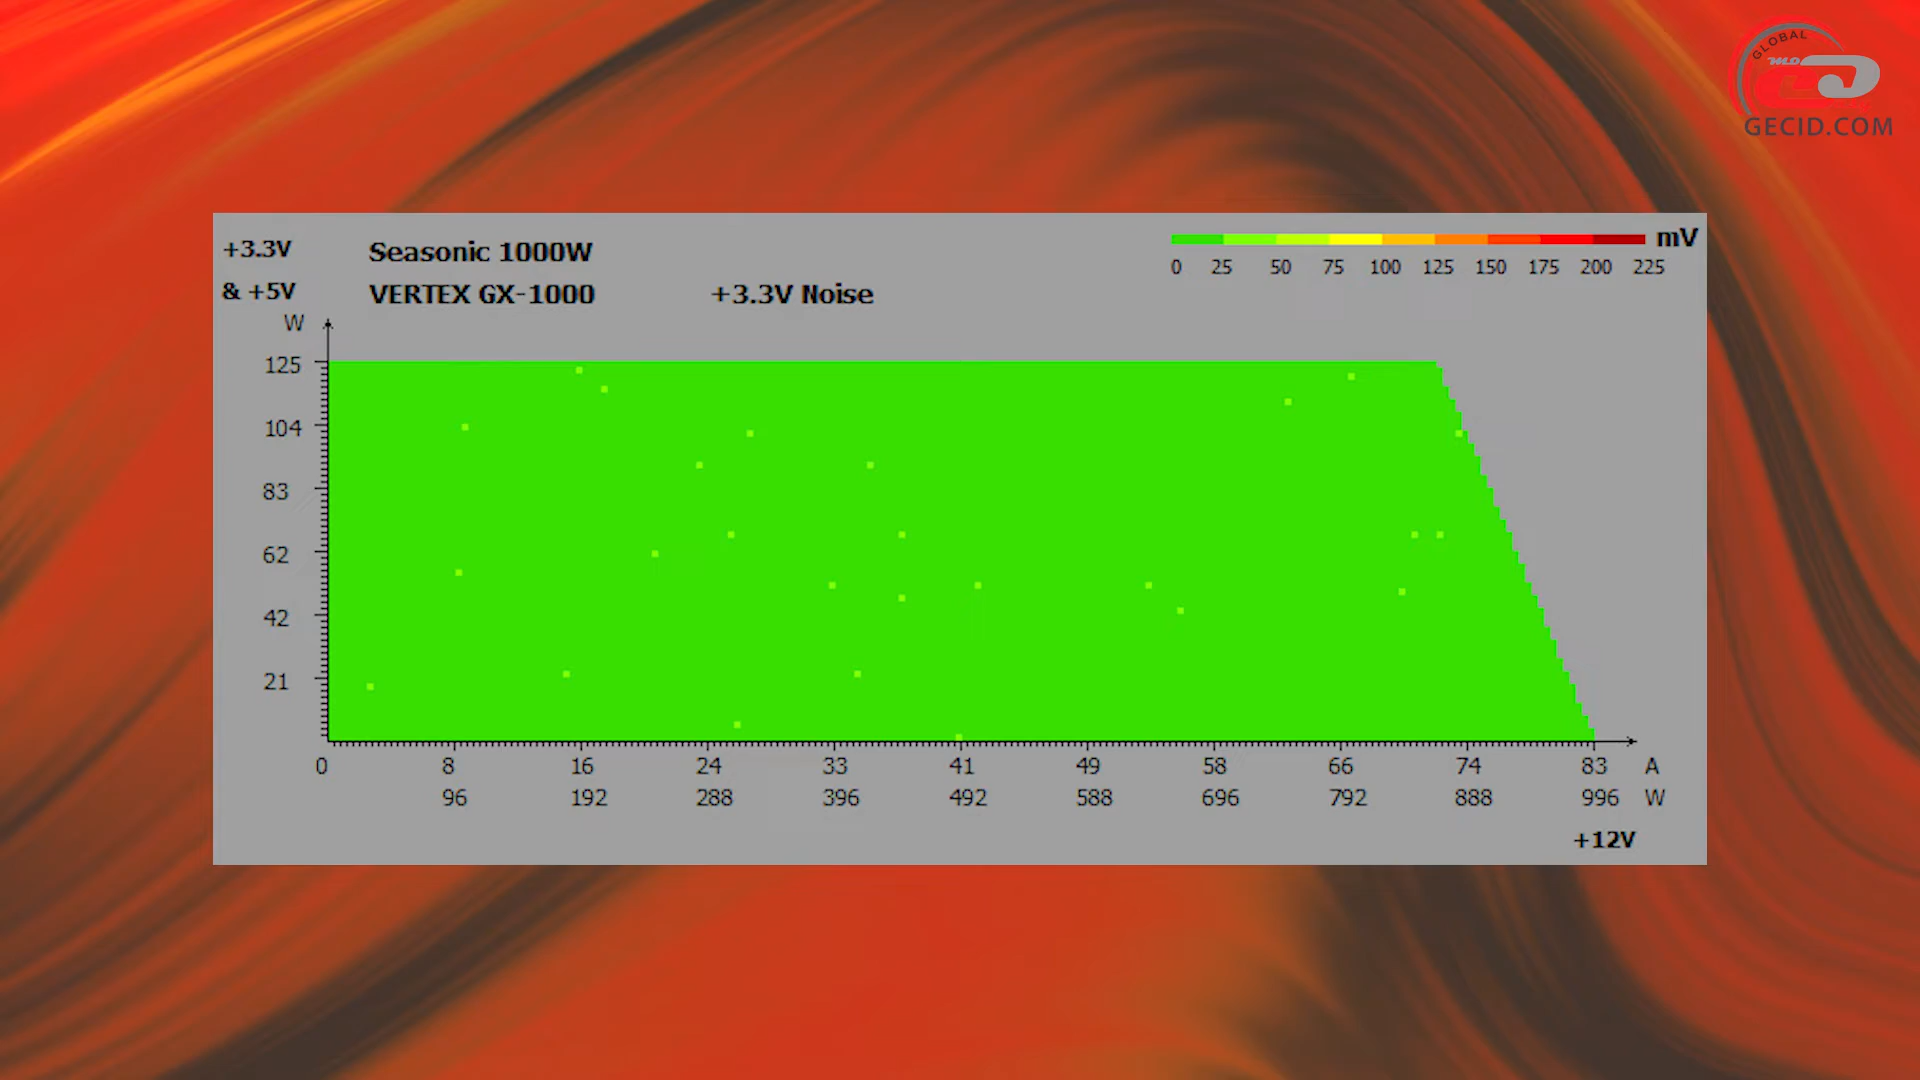 GLOBAL
GECID.COM
+3.3V
& +5V
W
Seasonic 1000W
VERTEX GX-1000
+3.3V Noise
mV
0 25 50 75 100 125 150 175 200 225
125
104
83
62
42
21
0 8 16 24 33 41 49 58 66 74 83 A
96 192 288 396 492 588 696 792 888 996 W
+12V